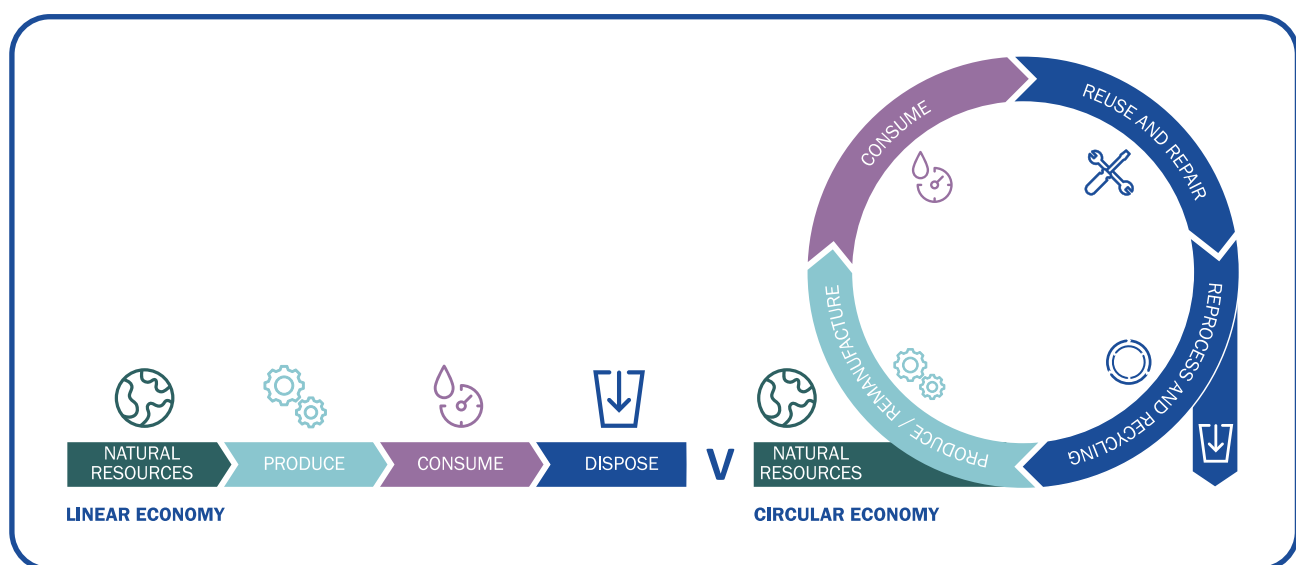 NATURAL
RESOURCES
PRODUCE
CONSUME
DISPOSE
LINEAR ECONOMY
V
NATURAL
RESOURCES
PRODUCE / REMANUFACTURE
CONSUME
REUSE AND REPAIR
REPROCESS AND RECYCLING
CIRCULAR ECONOMY